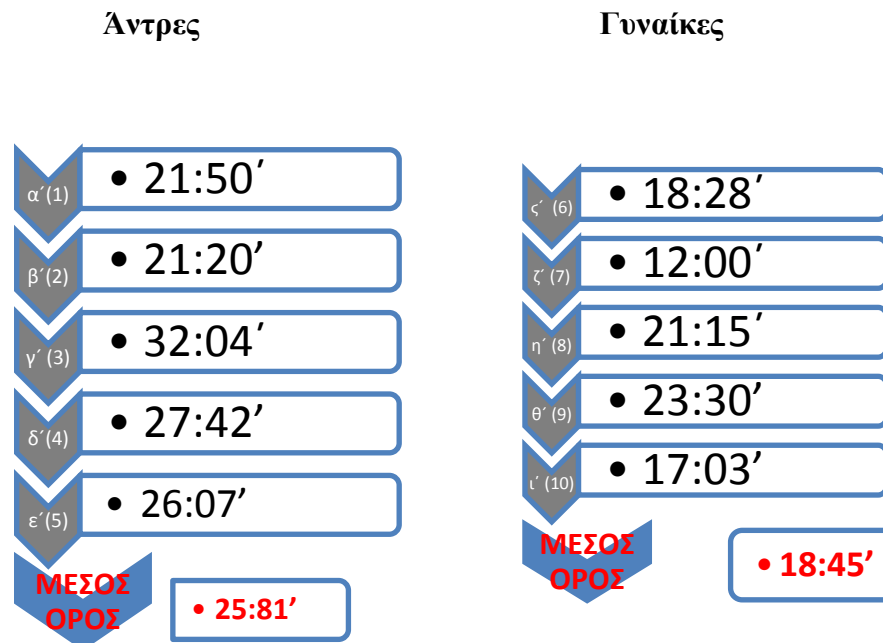 Άντρες
α΄(1)
• 21:50’
β΄(2)
• 21:20’
γ΄ (3)
• 32:04’
δ΄(4)
• 27:42’
ε΄(5)
• 26:07’
ΜΕΣΟΣ
ΟΡΟΣ
• 25:81’
Γυναίκες
ς΄ (6)
• 18:28’
ζ΄ (7)
• 12:00’
η΄ (8)
• 21:15’
θ΄ (9)
• 23:30’
ι΄ (10)
• 17:03’
ΜΕΣΟΣ
ΟΡΟΣ
• 18:45’